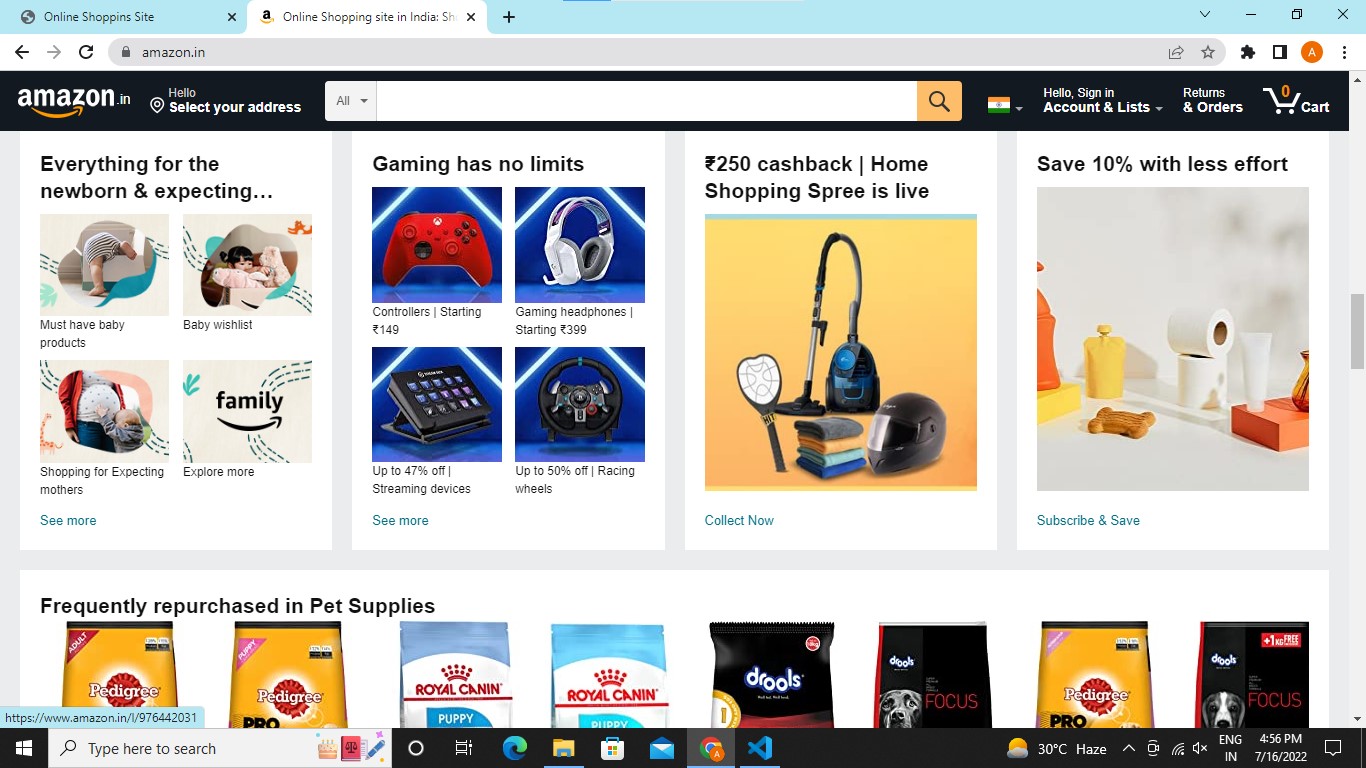 Online Shoppins Site
Online Shopping site in India: Sh
amazon.in
amazon.in
Hello
Select your address
All
Hello, Sign in
Account & Lists
Returns
& Orders
0
Cart
Everything for the
newborn & expecting…
Must have baby
products
Baby wishlist
family
Shopping for Expecting
mothers
Explore more
See more
Gaming has no limits
Controllers | Starting
₹149
Gaming headphones |
Starting ₹399
Up to 47% off |
Streaming devices
Up to 50% off | Racing
wheels
See more
₹250 cashback | Home
Shopping Spree is live
Collect Now
Save 10% with less effort
Subscribe & Save
Frequently repurchased in Pet Supplies
ADULT
Pedigree
PRO
PUPPY
Pedigree
PRO
ROYAL CANIN
PUPPY
ROYAL CANIN
PUPPY
drools
drools
FOCUS
Pedigree
PRO
drools
+1KG FREE
FOCUS
https://www.amazon.in/l/976442031
Type here to search
30°C Haze
ENG
IN
4:56 PM
7/16/2022
A